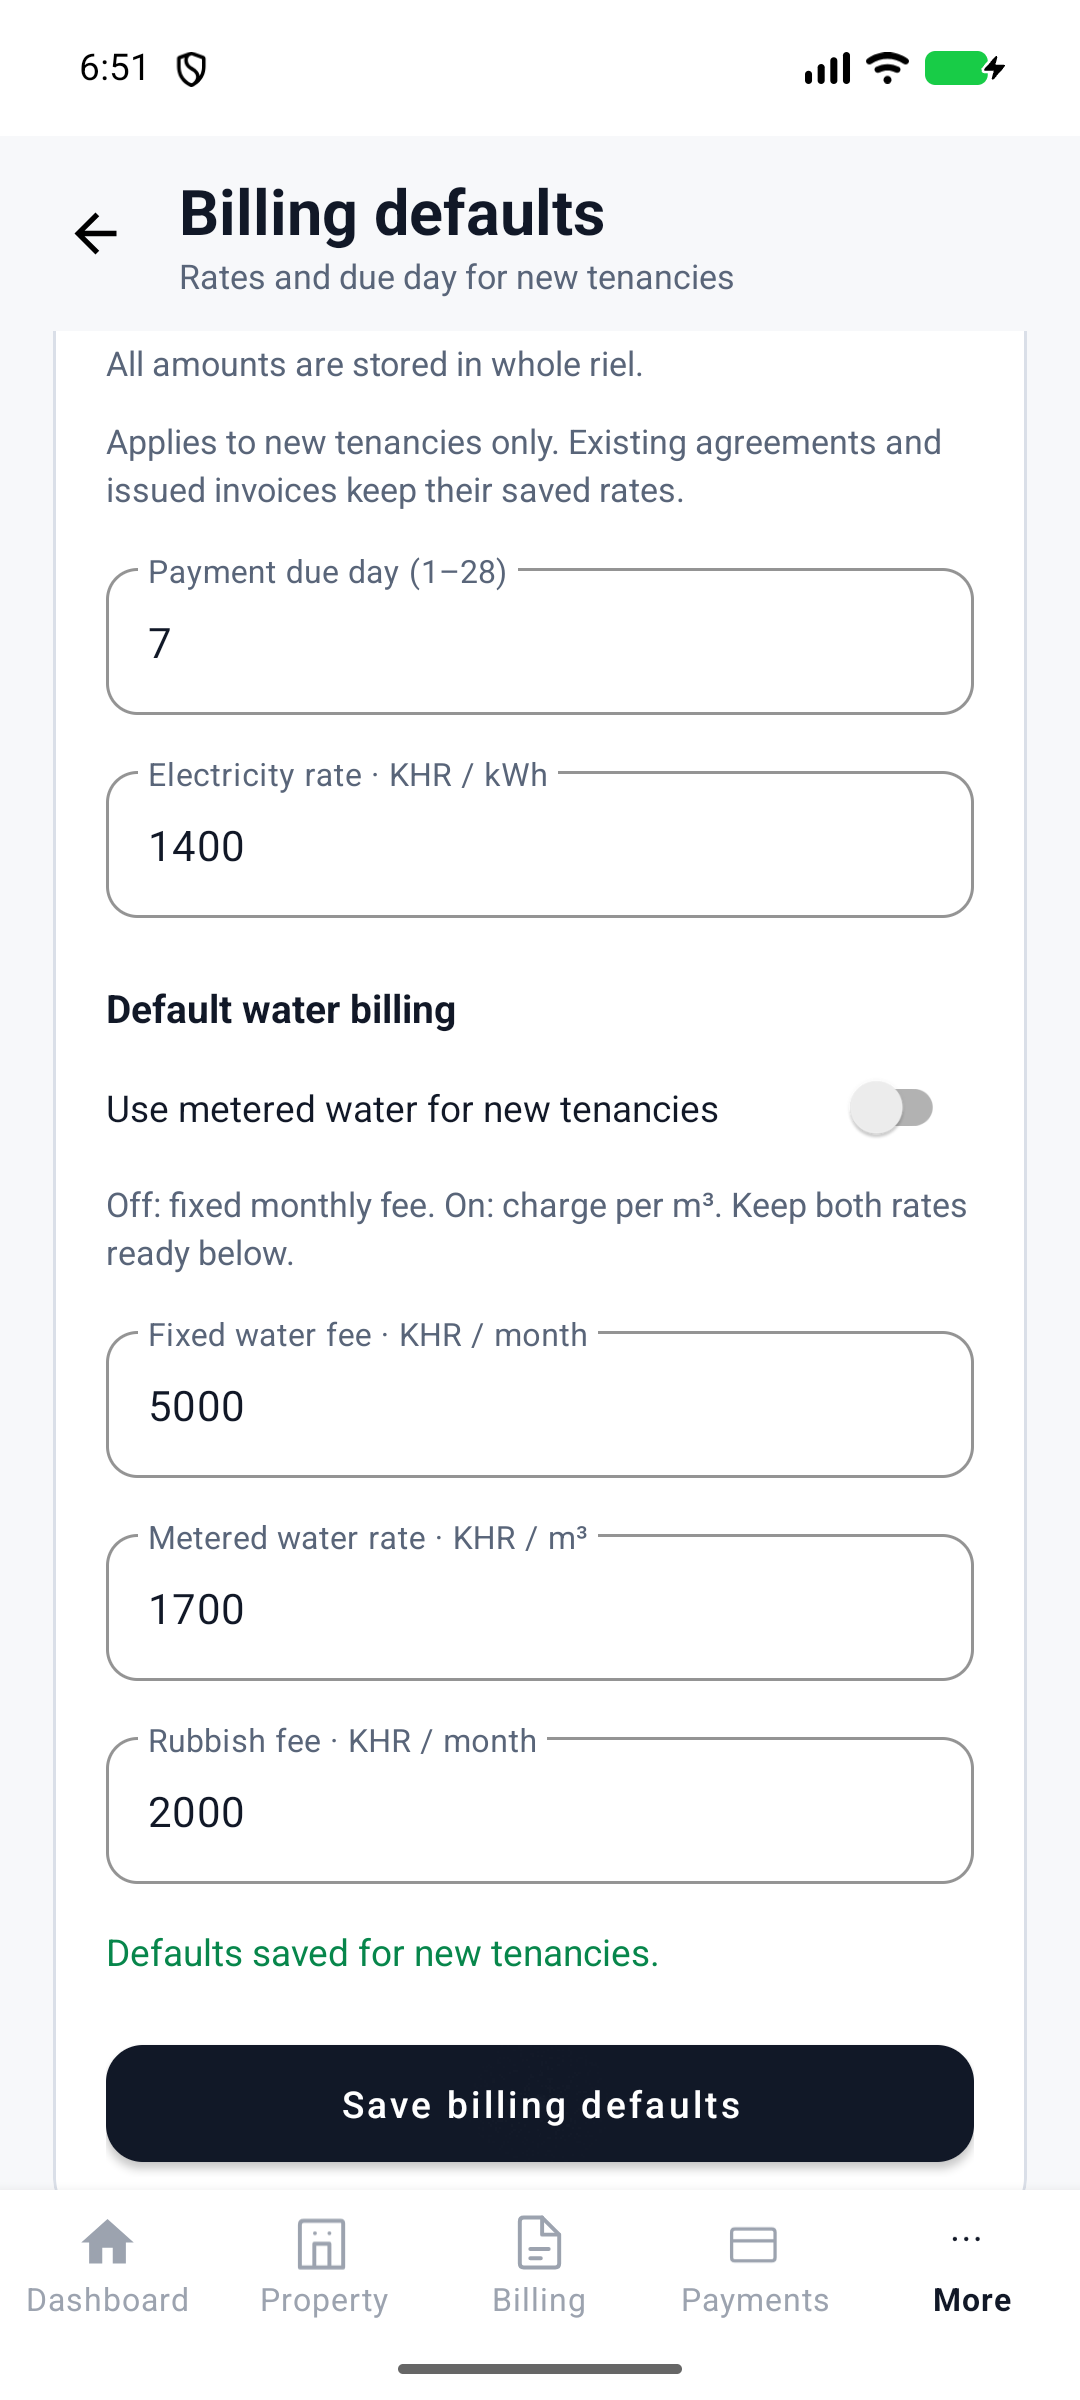 6:51
Billing defaults
Rates and due day for new tenancies
All amounts are stored in whole riel.
Applies to new tenancies only. Existing agreements and
issued invoices keep their saved rates.
Payment due day (1–28)
7
Electricity rate · KHR / kWh
1400
Default water billing
Use metered water for new tenancies
Off: fixed monthly fee. On: charge per m³. Keep both rates
ready below.
Fixed water fee · KHR / month
5000
Metered water rate · KHR / m³
1700
Rubbish fee · KHR / month
2000
Defaults saved for new tenancies.
Save billing defaults
Dashboard
Property
Billing
Payments
More